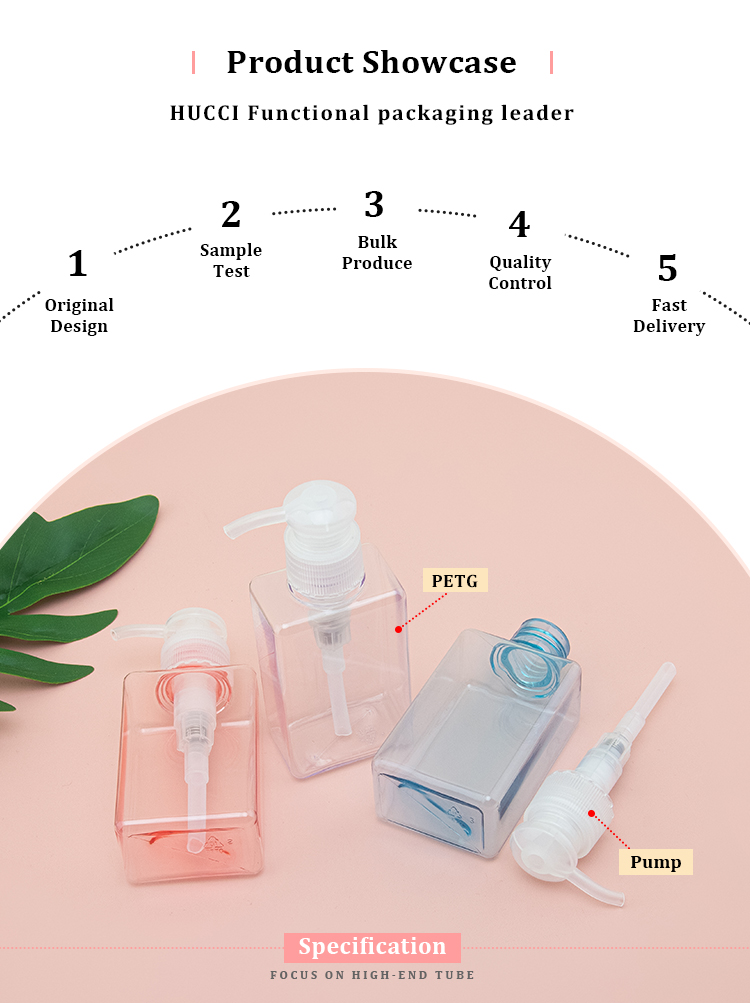 Product Showcase
HUCCI Functional packaging leader
1
Original
Design
2
Sample
Test
3
Bulk
Produce
4
Quality
Control
5
Fast
Delivery
PETG
Pump
Specification
FOCUS ON HIGH-END TUBE